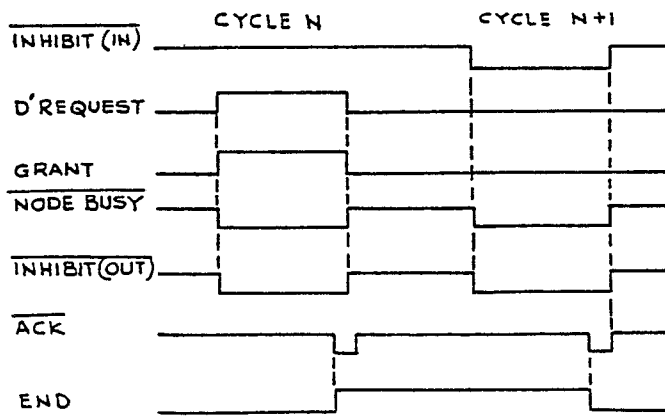 CYCLE N CYCLE N+1
INHIBIT (IN)
D'REQUEST
GRANT
NODE BUSY
INHIBIT(OUT)
ACK
END